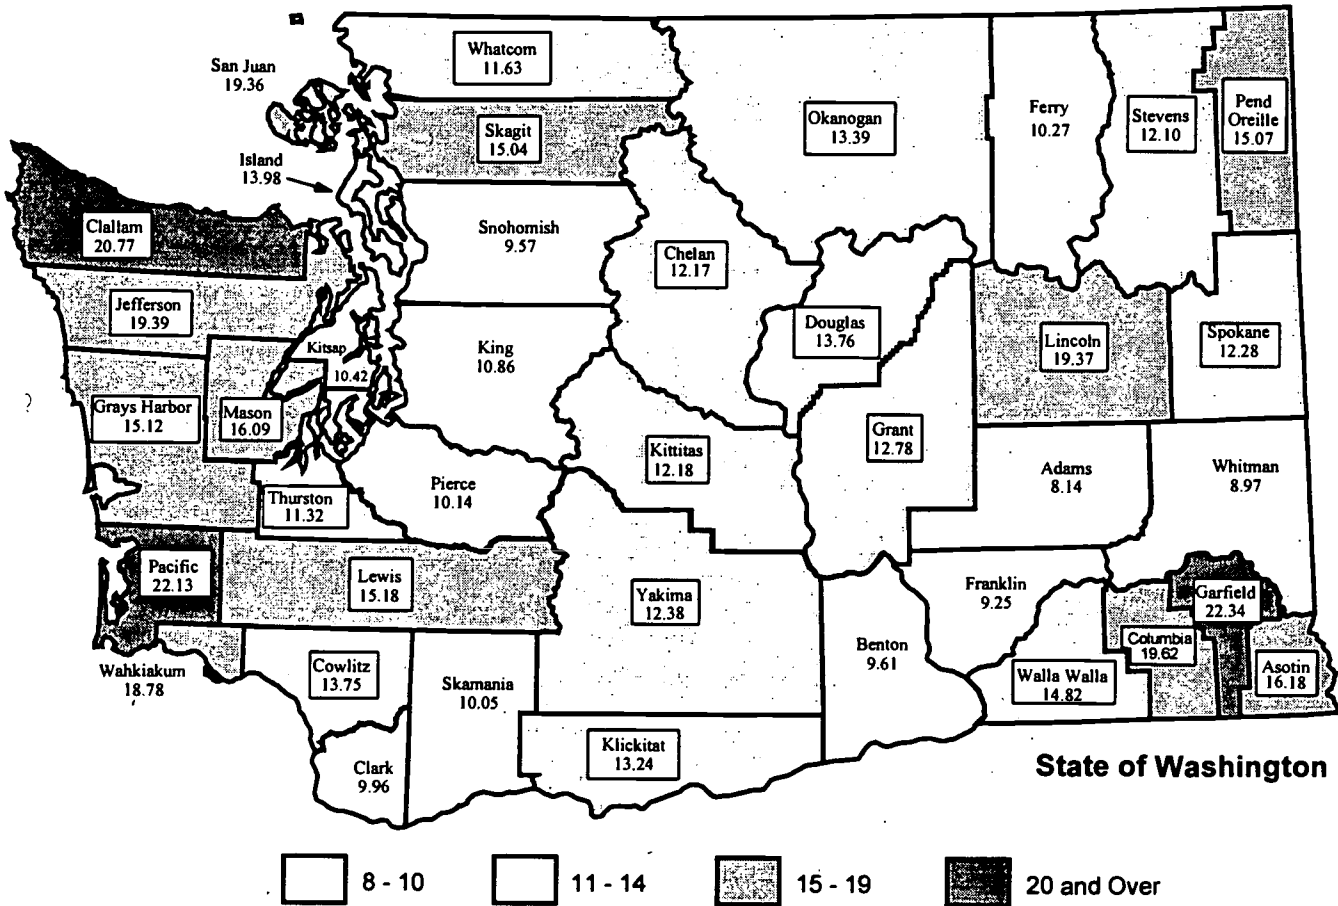 Whatcom
11.63
San Juan
19.36
Skagit
15.04
Island
13.98
Okanogan
13.39
Ferry
10.27
Stevens
12.10
Pend
Oreille
15.07
Clallam
20.77
Snohomish
9.57
Chelan
12.17
Jefferson
19.39
Kitsap
10.42
King
10.86
Douglas
13.76
Lincoln
19.37
Spokane
12.28
Grays Harbor
15.12
Mason
16.09
Kittitas
12.18
Grant
12.78
Adams
8.14
Whitman
8.97
Thurston
11.32
Pierce
10.14
Pacific
22.13
Lewis
15.18
Yakima
12.38
Franklin
9.25
Garfield
22.34
Columbia
19.62
Asotin
16.18
Benton
9.61
Walla Walla
14.82
Wahkiakum
18.78
Cowlitz
13.75
Skamania
10.05
Klickitat
13.24
Clark
9.96
State of Washington
8 - 10
11 - 14
15 - 19
20 and Over